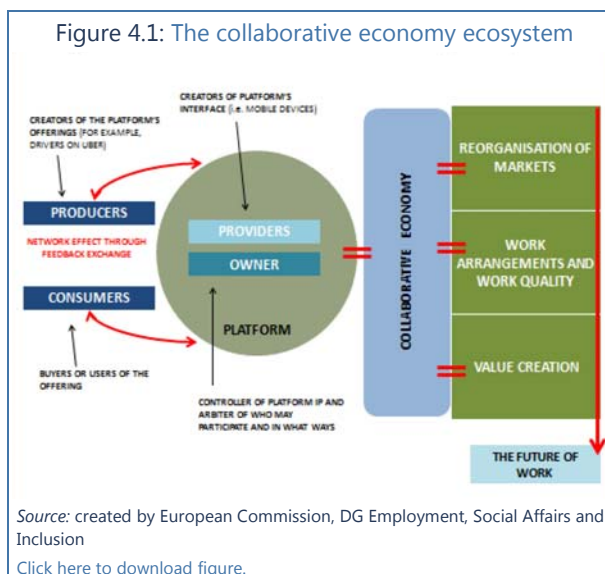 Figure 4.1: The collaborative economy ecosystem
CREATORS OF PLATFORM'S
INTERFACE (i.e. MOBILE DEVICES)
CREATORS OF THE PLATFORM'S
OFFERINGS (FOR EXAMPLE,
DRIVERS ON UBER)
PRODUCERS
NETWORK EFFECT THROUGH
FEEDBACK EXCHANGE
CONSUMERS
BUYERS OR USERS OF THE
OFFERING
PROVIDERS
OWNER
PLATFORM
CONTROLLER OF PLATFORM IP AND
ARBITER OF WHO MAY
PARTICIPATE AND IN WHAT WAYS
COLLABORATIVE ECONOMY
REORGANISATION OF
MARKETS
WORK
ARRANGEMENTS AND
WORK QUALITY
VALUE CREATION
THE FUTURE OF
WORK
Source: created by European Commission, DG Employment, Social Affairs and
Inclusion
Click here to download figure.